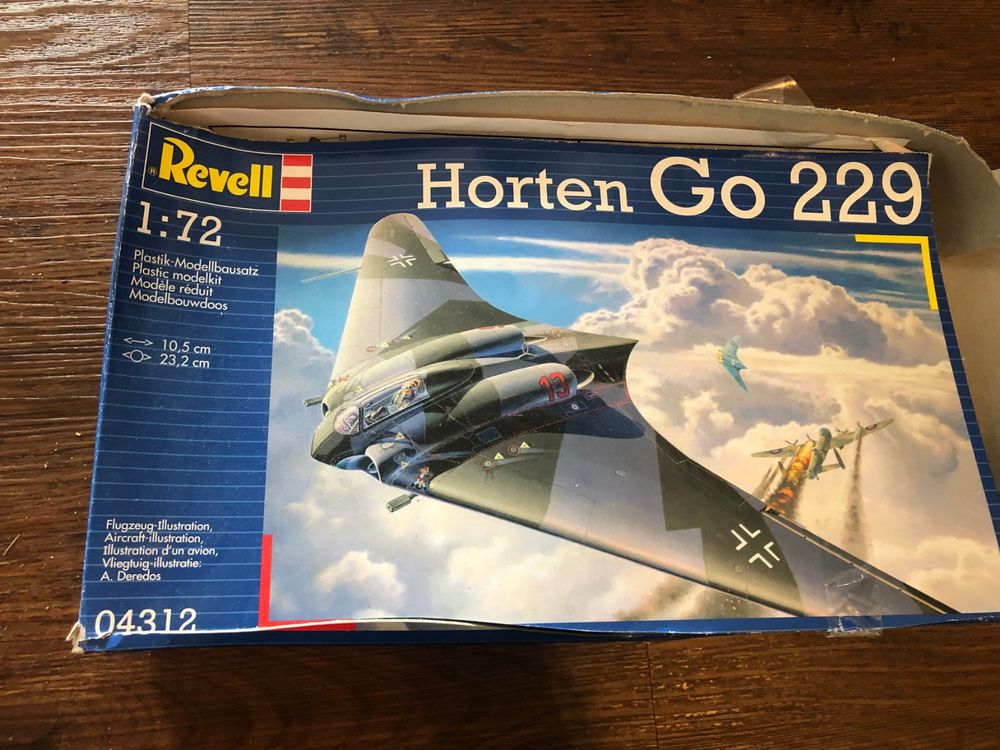 Revell
Horten Go 229
1:72
Plastik-Modellbausatz
Plastic modelkit
Modèle réduit
Modelbouwdoos
10,5 cm
23,2 cm
13
Flugzeug-Illustration,
Aircraft-illustration,
Illustration d'un avion,
Vliegtuig-illustratie:
A. Deredos
04312